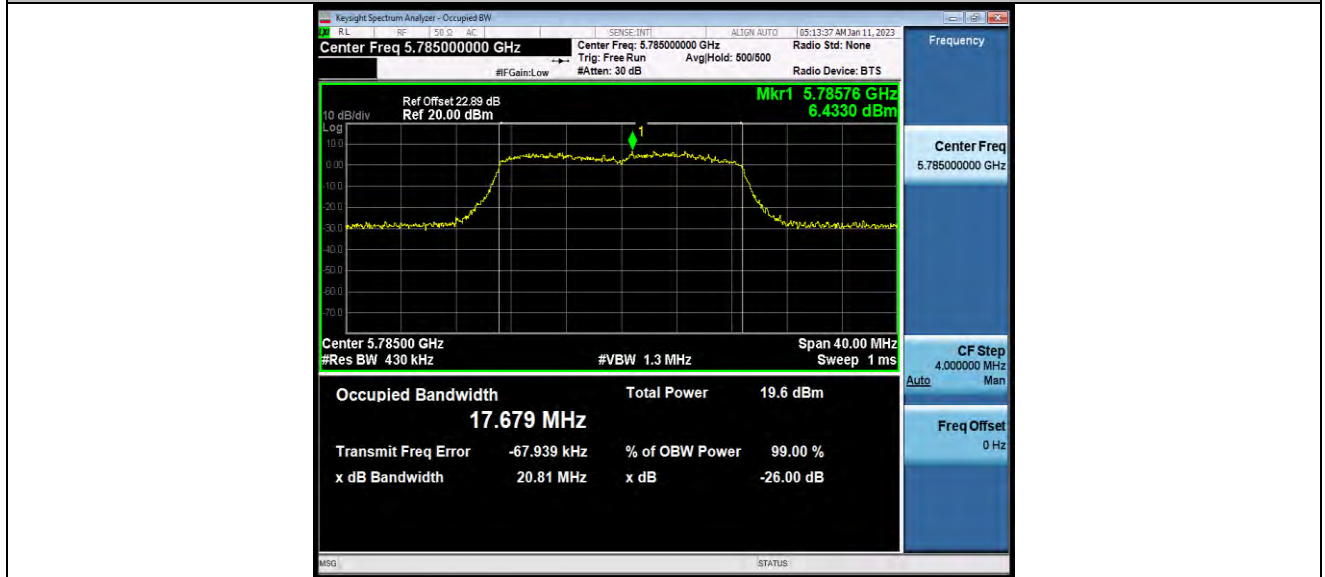 Keysight Spectrum Analyzer - Occupied BW
RL RF 50 Ω AC SENSE:INT ALIGN AUTO 05:13:37 AM Jan 11, 2023
Center Freq 5.785000000 GHz
Center Freq: 5.785000000 GHz Radio Std: None
Trig: Free Run Avg|Hold: 500/500
#IFGain:Low #Atten: 30 dB Radio Device: BTS
Mkr1 5.78576 GHz
6.4330 dBm
Ref Offset 22.89 dB
10 dB/div Ref 20.00 dBm
Log
10.0
0.00
-10.0
-20.0
-30.0
-40.0
-50.0
-60.0
-70.0
1
Center 5.78500 GHz Span 40.00 MHz
#Res BW 430 kHz #VBW 1.3 MHz Sweep 1 ms
Occupied Bandwidth Total Power 19.6 dBm
17.679 MHz
Transmit Freq Error -67.939 kHz % of OBW Power 99.00 %
x dB Bandwidth 20.81 MHz x dB -26.00 dB
MSG STATUS
Frequency
Center Freq
5.785000000 GHz
CF Step
4.000000 MHz
Auto Man
Freq Offset
0 Hz